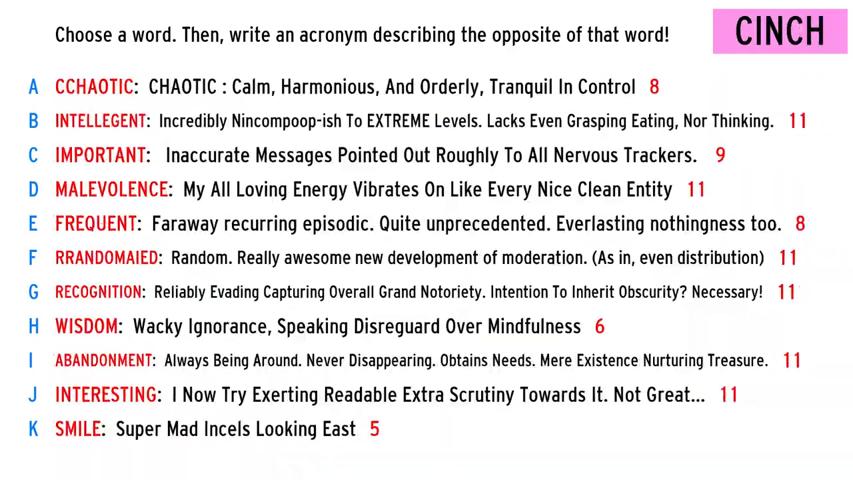 Choose a word. Then, write an acronym describing the opposite of that word!
CINCH
A CCHAOTIC: CHAOTIC : Calm, Harmonious, And Orderly, Tranquil In Control 8
B INTELLEGENT: Incredibly Nincompoop-ish To EXTREME Levels. Lacks Even Grasping Eating, Nor Thinking. 11
C IMPORTANT: Inaccurate Messages Pointed Out Roughly To All Nervous Trackers. 9
D MALEVOLENCE: My All Loving Energy Vibrates On Like Every Nice Clean Entity 11
E FREQUENT: Faraway recurring episodic. Quite unprecedented. Everlasting nothingness too. 8
F RRANDOMAIED: Random. Really awesome new development of moderation. (As in, even distribution) 11
G RECOGNITION: Reliably Evading Capturing Overall Grand Notoriety. Intention To Inherit Obscurity? Necessary! 11
H WISDOM: Wacky Ignorance, Speaking Disreguard Over Mindfulness 6
I ABANDONMENT: Always Being Around. Never Disappearing. Obtains Needs. Mere Existence Nurturing Treasure. 11
J INTERESTING: I Now Try Exerting Readable Extra Scrutiny Towards It. Not Great... 11
K SMILE: Super Mad Incels Looking East 5